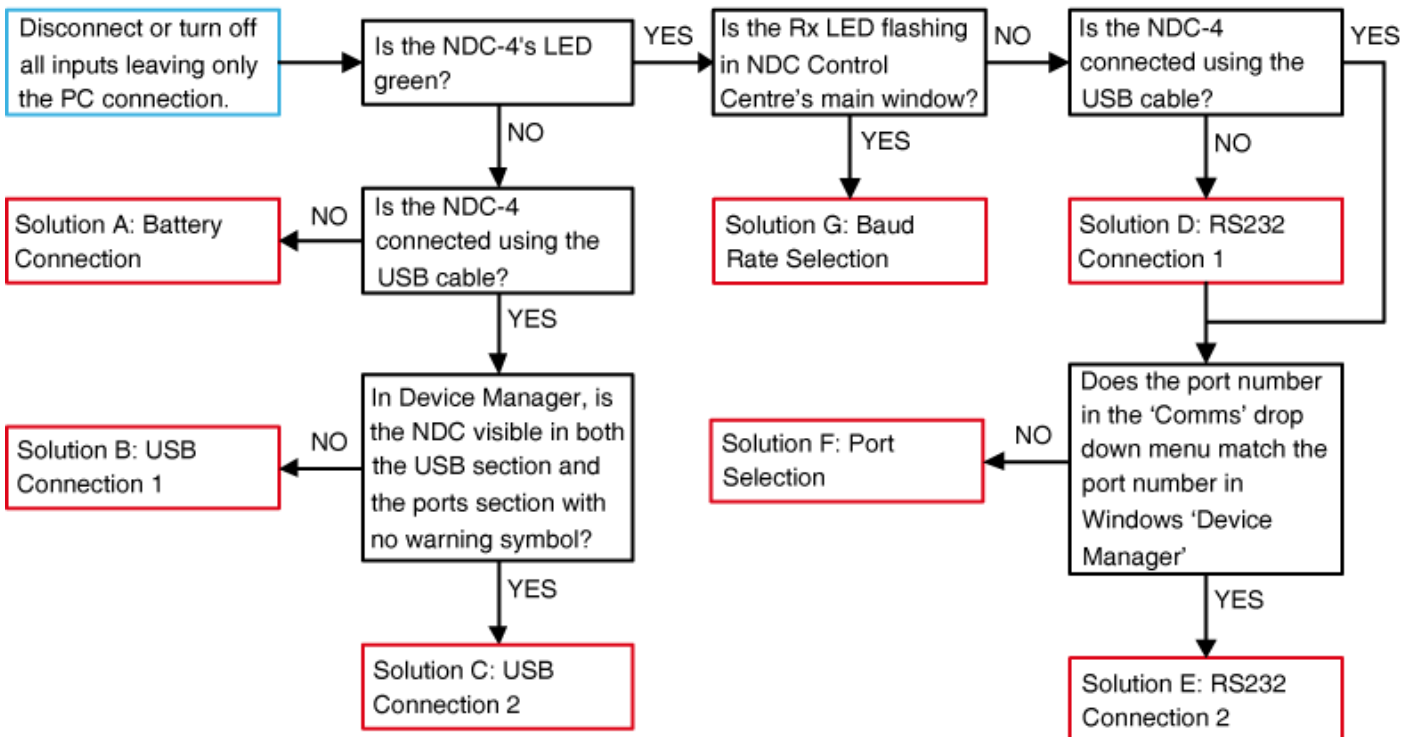 Disconnect or turn off
all inputs leaving only
the PC connection.
Is the NDC-4's LED
green?
YES
Is the Rx LED flashing
in NDC Control
Centre’s main window?
NO
Is the NDC-4
connected using the
USB cable?
YES
NO
YES
NO
Solution A: Battery
Connection
NO
Is the NDC-4
connected using the
USB cable?
Solution G: Baud
Rate Selection
Solution D: RS232
Connection 1
YES
Solution B: USB
Connection 1
NO
In Device Manager, is
the NDC visible in both
the USB section and
the ports section with
no warning symbol?
Solution F: Port
Selection
NO
Does the port number
in the ‘Comms’ drop
down menu match the
port number in
Windows ‘Device
Manager’
YES
YES
Solution C: USB
Connection 2
Solution E: RS232
Connection 2